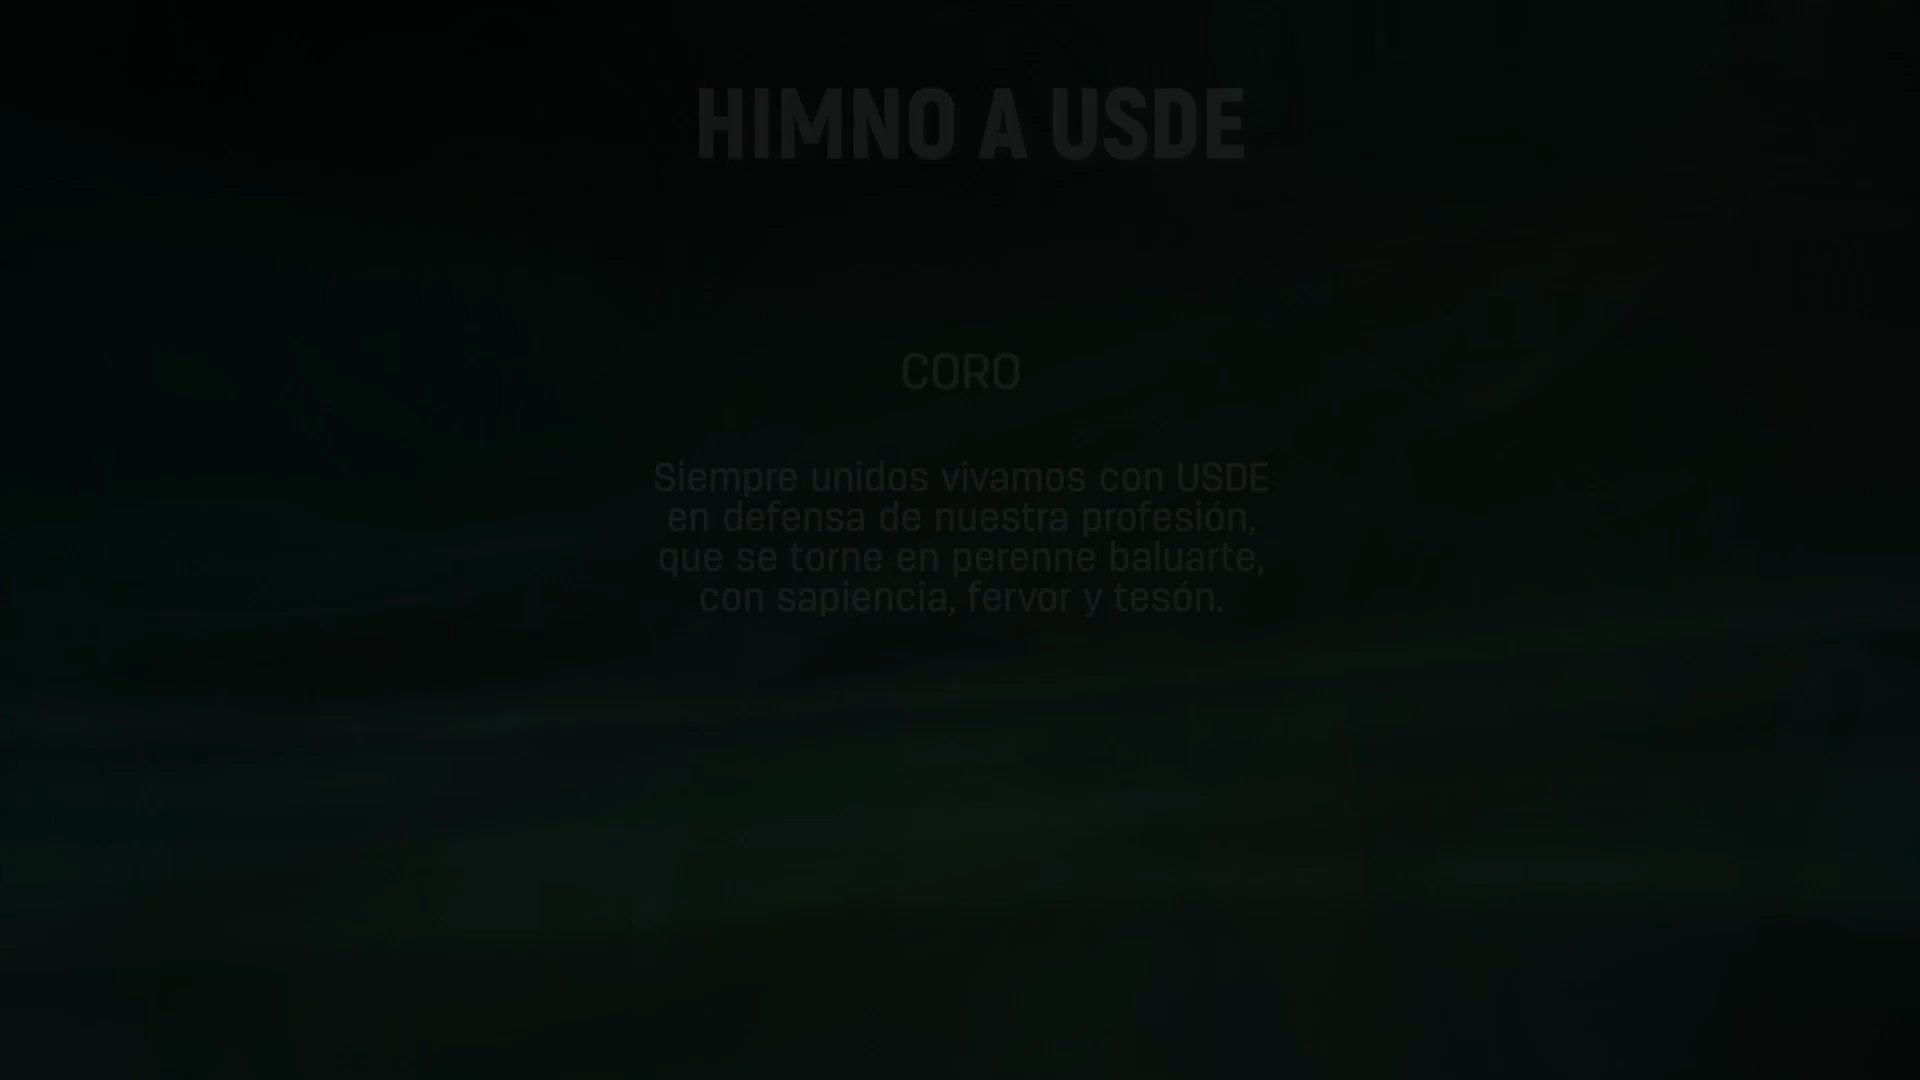 HIMNO A USDE
CORO
Siempre unidos vivamos con USDE
en defensa de nuestra profesión,
que se torne en perenne baluarte,
con sapiencia, fervor y tesón.